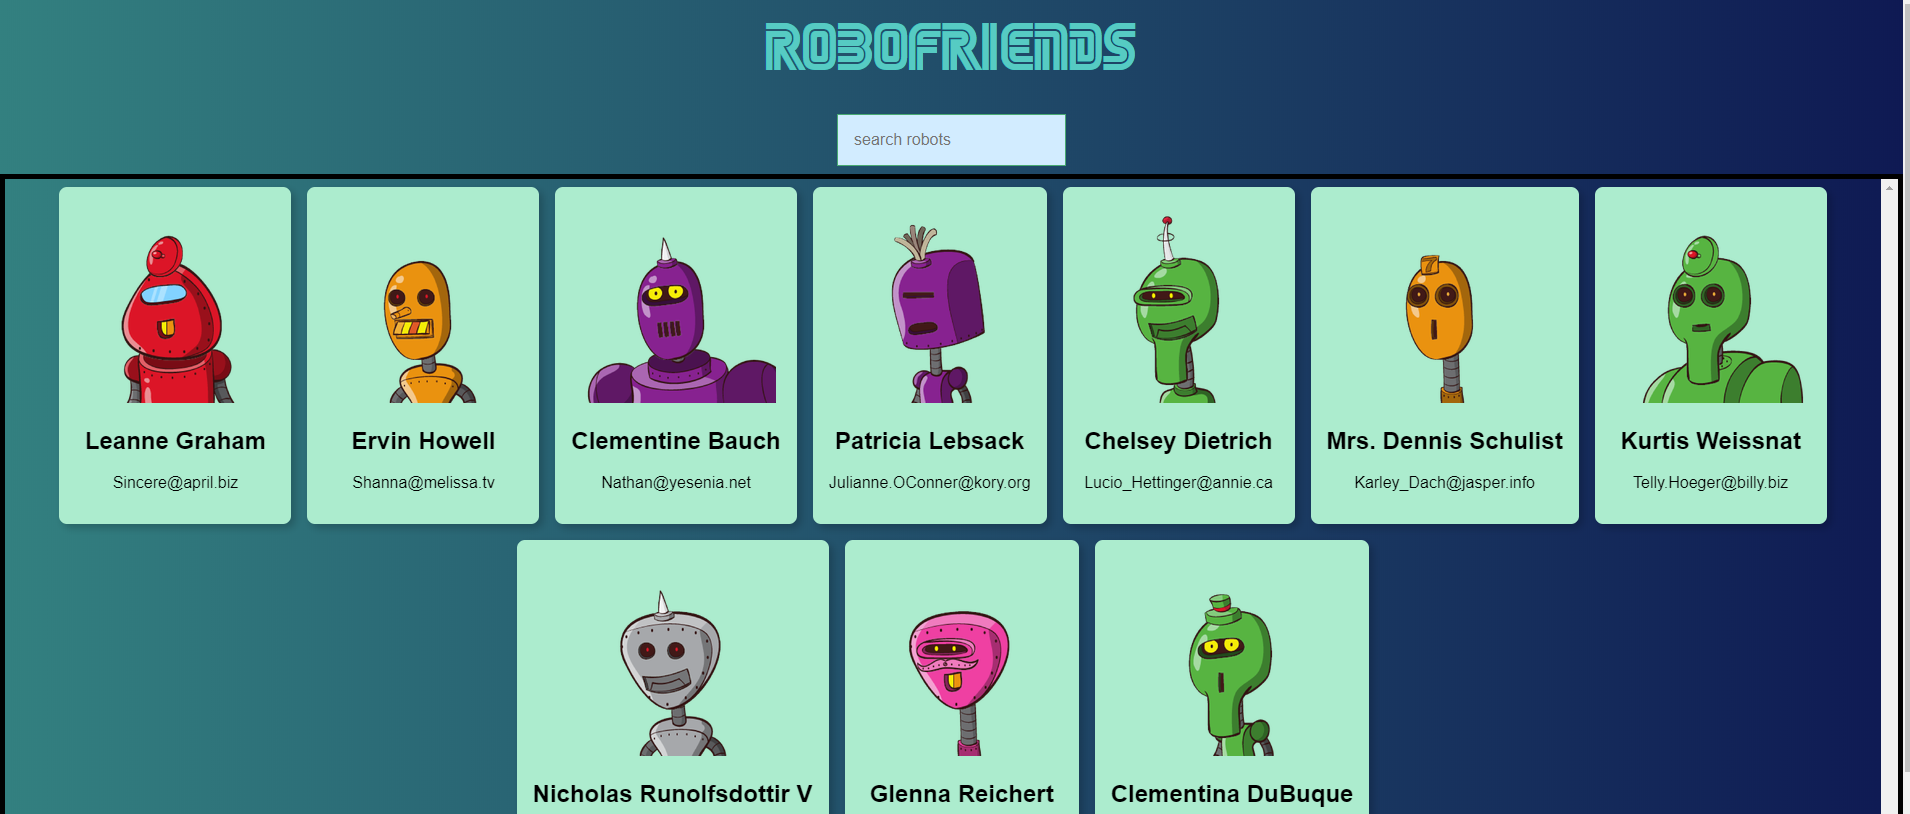 ROBOFRIENDS
search robots
7
Leanne Graham
Sincere@april.biz
Ervin Howell
Shanna@melissa.tv
Clementine Bauch
Nathan@yesenia.net
Patricia Lebsack
Julianne.OConner@kory.org
Chelsey Dietrich
Lucio_Hettinger@annie.ca
Mrs. Dennis Schulist
Karley_Dach@jasper.info
Kurtis Weissnat
Telly.Hoeger@billy.biz
Nicholas Runolfsdottir V
Glenna Reichert
Clementina DuBuque